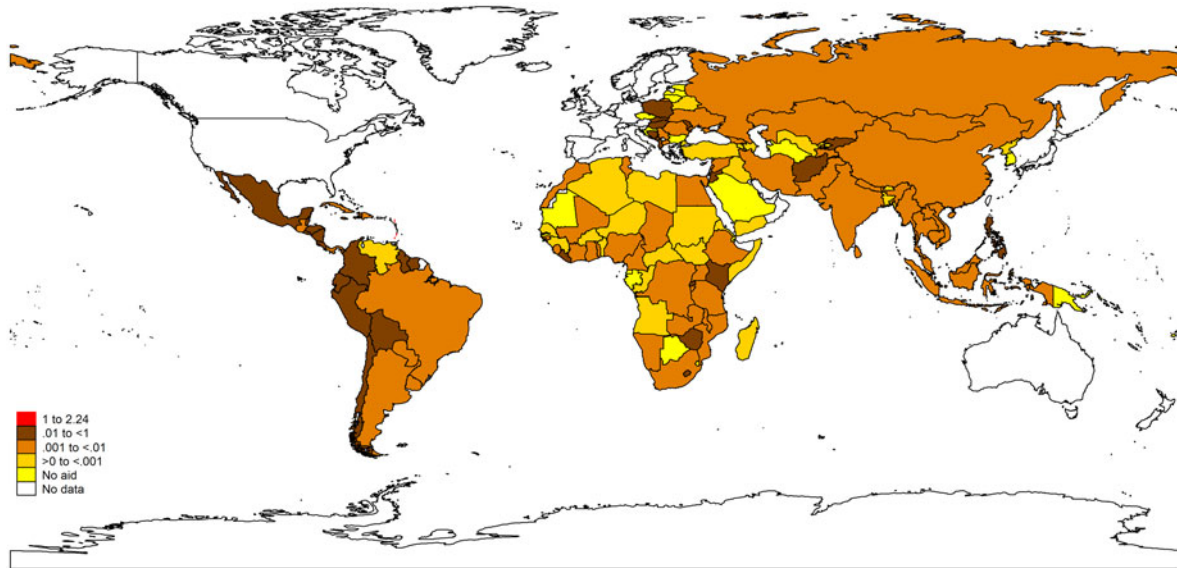 1 to 2.24
.01 to <1
.001 to <.01
>0 to <.001
No aid
No data